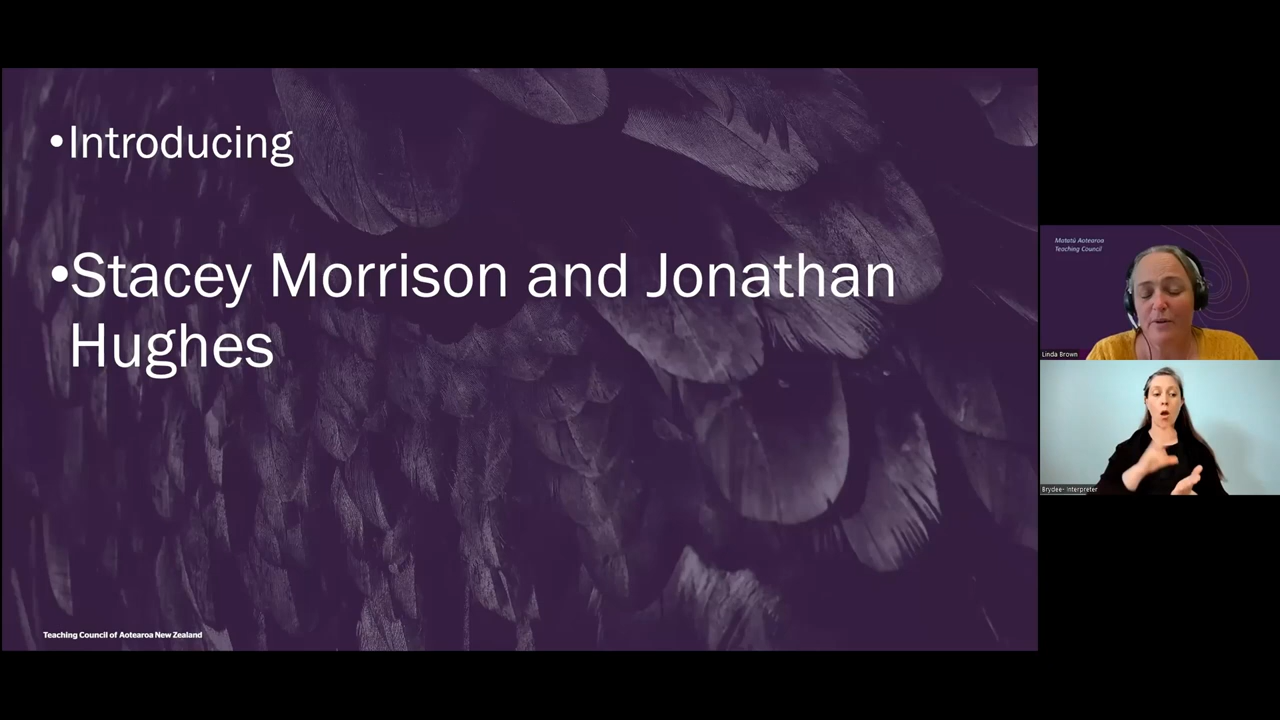 •Introducing
•Stacey Morrison and Jonathan
Hughes
Teaching Council of Aotearoa New Zealand
Matatū Aotearoa
Teaching Council
Linda Brown
Brydee- Interpreter